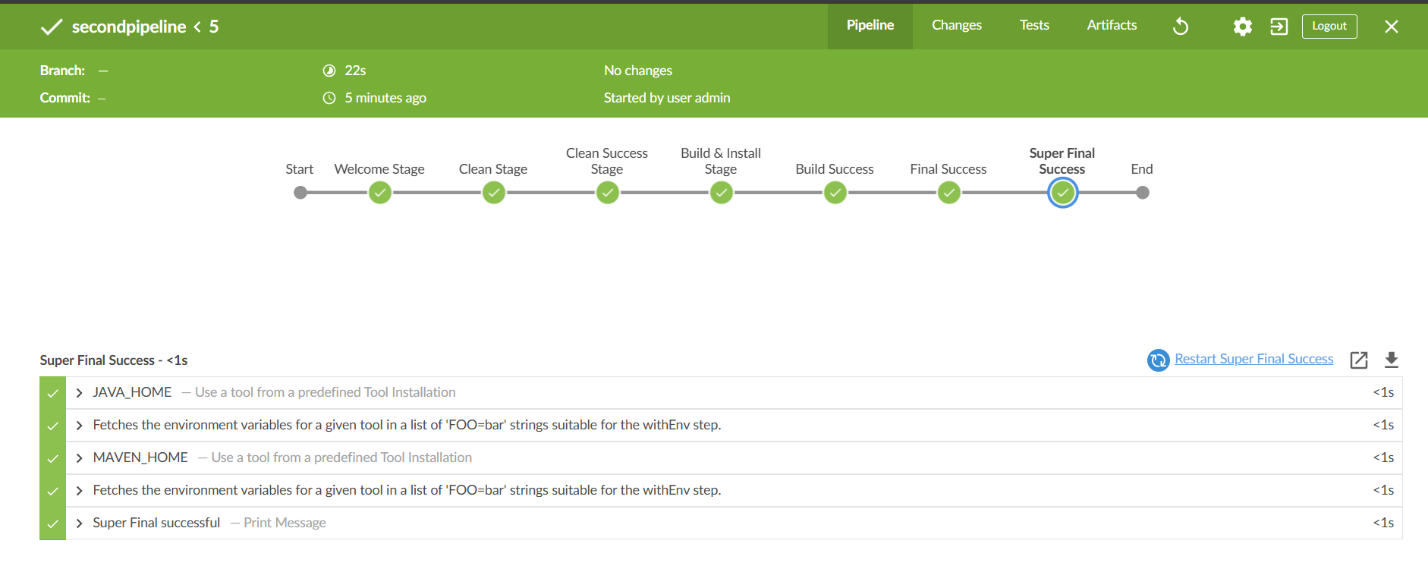 secondpipeline < 5
Pipeline
Changes
Tests
Artifacts
Logout
Branch: —
22s
No changes
Commit: —
5 minutes ago
Started by user admin
Start
Welcome Stage
Clean Stage
Clean Success
Stage
Build & Install
Stage
Build Success
Final Success
Super Final
Success
End
Super Final Success - <1s
Restart Super Final Success
JAVA_HOME — Use a tool from a predefined Tool Installation
<1s
Fetches the environment variables for a given tool in a list of 'FOO=bar' strings suitable for the withEnv step.
<1s
MAVEN_HOME — Use a tool from a predefined Tool Installation
<1s
Fetches the environment variables for a given tool in a list of 'FOO=bar' strings suitable for the withEnv step.
<1s
Super Final successful — Print Message
<1s